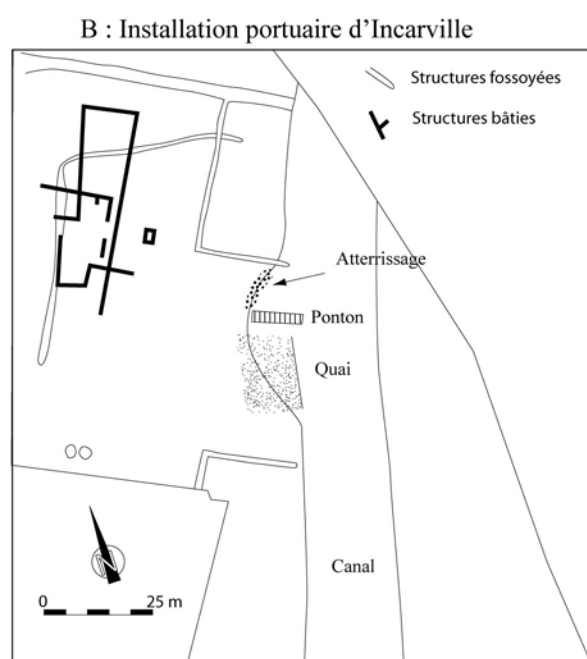 B : Installation portuaire d'Incarville
Structures fossoyées
Structures bâties
Atterrissage
Ponton
Quai
Canal
N
0 25 m